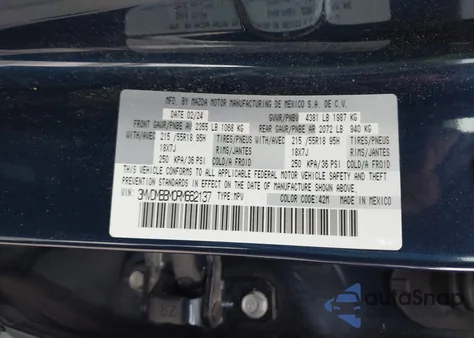 MFD. BY MAZDA MOTOR MANUFACTURING DE MEXICO S.A. DE C.V.
DATE 02/24 GVWR/PNBV 4381 LB 1987 KG
FRONT GAWR/PNBE AV 2355 LB 1068 KG REAR GAWR/PNBE AR 2072 LB 940 KG
WITH/AVEC 215 /55R18 95H TIRES/PNEUS WITH/AVEC 215 /55R18 95H TIRES/PNEUS
18X7J RIMS/JANTES 18X7J RIMS/JANTES
250 KPA/36 PSI COLD/A FROID 250 KPA/36 PSI COLD/A FROID
THIS VEHICLE CONFORMS TO ALL APPLICABLE FEDERAL MOTOR VEHICLE SAFETY AND THEFT
PREVENTION STANDARDS IN EFFECT ON THE DATE OF MANUFACTURE SHOWN ABOVE.
TYPE:MPV COLOR CODE:42M MADE IN MEXICO
autoSnap